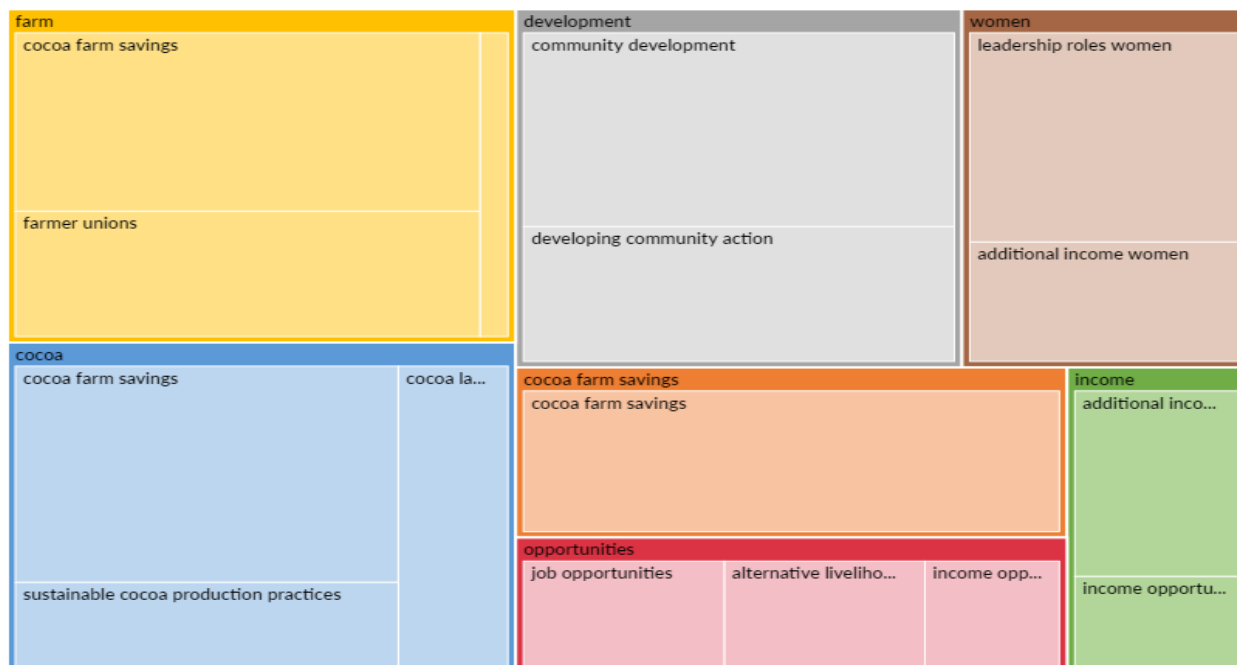 farm
cocoa farm savings
farmer unions
development
community development
developing community action
women
leadership roles women
additional income women
cocoa
cocoa farm savings
cocoa la...
sustainable cocoa production practices
cocoa farm savings
cocoa farm savings
income
additional inco...
income opportu...
opportunities
job opportunities
alternative liveliho...
income opp...